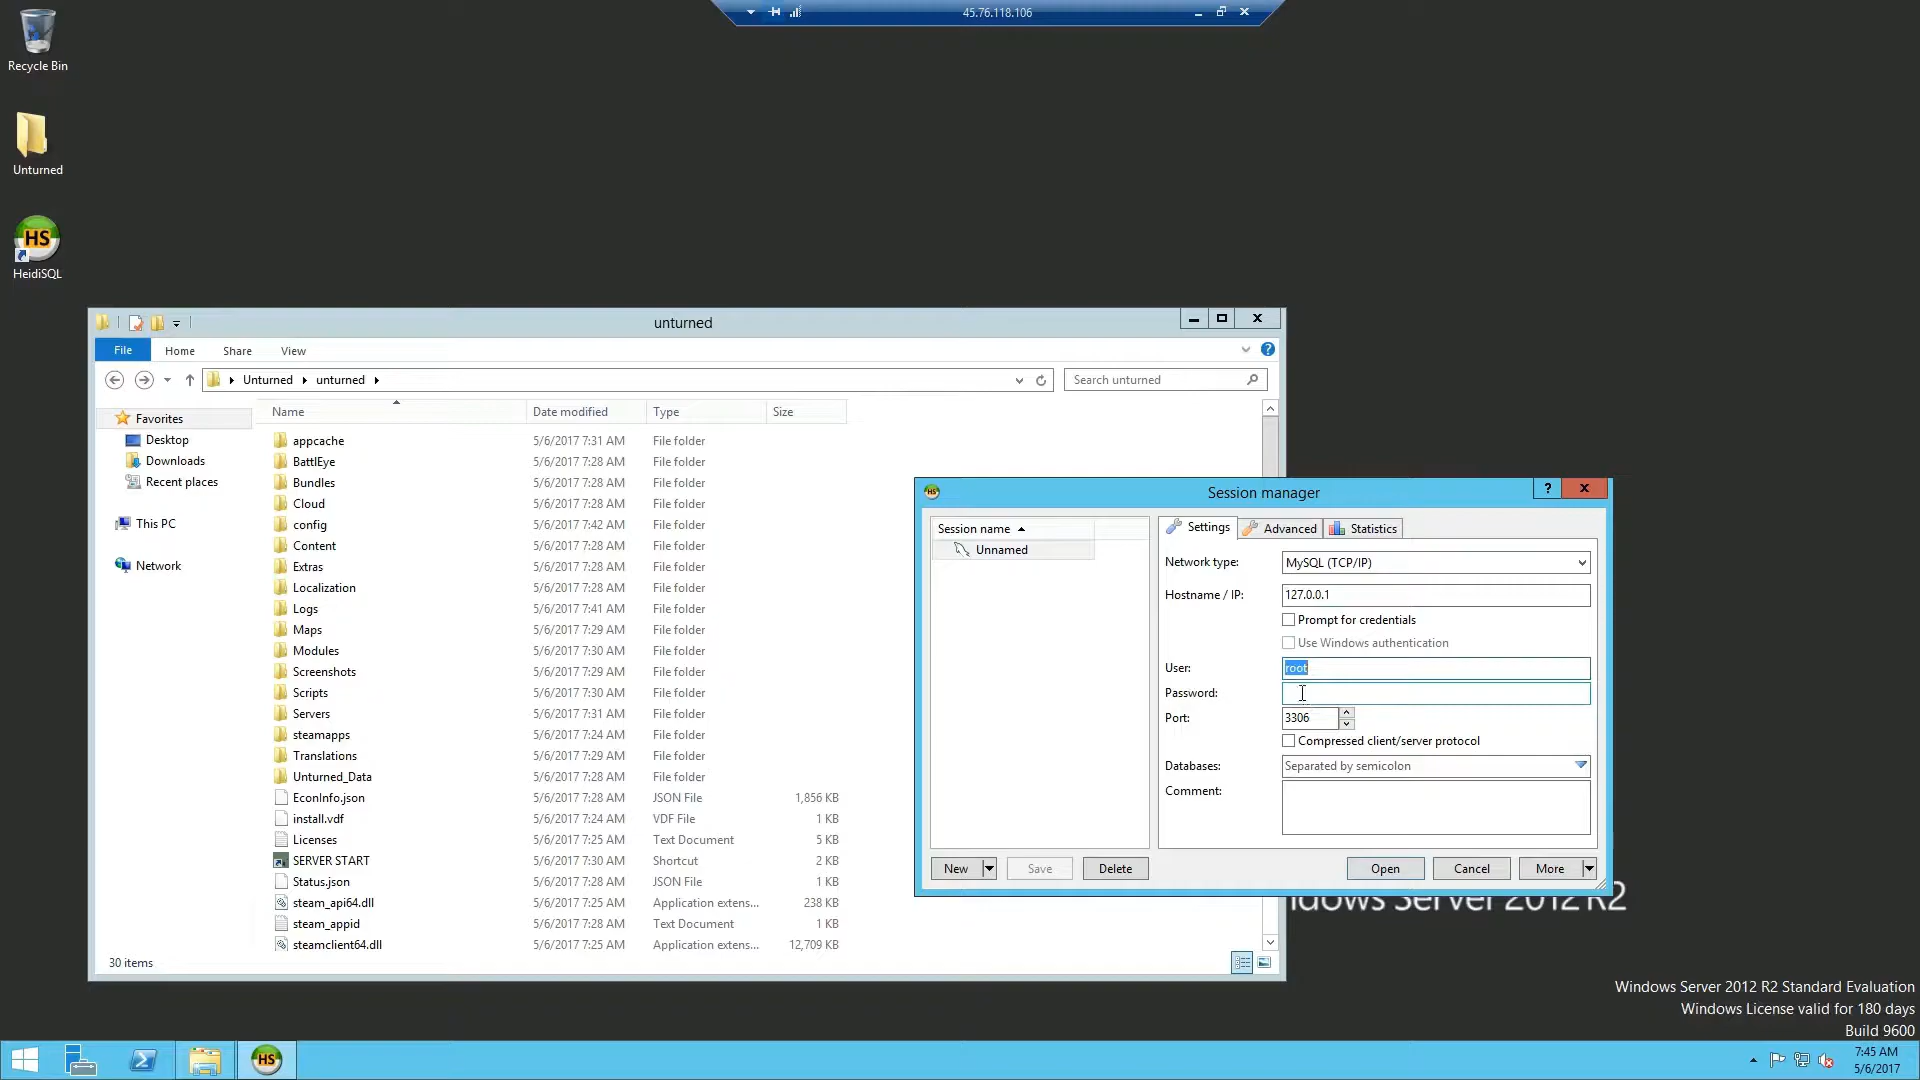 45.76.118.106
Recycle Bin
Unturned
HS
HeidiSQL
unturned
File Home Share View
Unturned unturned
Search unturned
Name Date modified Type Size
Favorites
Desktop
Downloads
Recent places
This PC
Network
appcache 5/6/2017 7:31 AM File folder
BattlEye 5/6/2017 7:28 AM File folder
Bundles 5/6/2017 7:28 AM File folder
Cloud 5/6/2017 7:28 AM File folder
config 5/6/2017 7:42 AM File folder
Content 5/6/2017 7:28 AM File folder
Extras 5/6/2017 7:28 AM File folder
Localization 5/6/2017 7:28 AM File folder
Logs 5/6/2017 7:41 AM File folder
Maps 5/6/2017 7:29 AM File folder
Modules 5/6/2017 7:30 AM File folder
Screenshots 5/6/2017 7:29 AM File folder
Scripts 5/6/2017 7:30 AM File folder
Servers 5/6/2017 7:31 AM File folder
steamapps 5/6/2017 7:24 AM File folder
Translations 5/6/2017 7:28 AM File folder
Unturned_Data 5/6/2017 7:28 AM File folder
EconInfo.json 5/6/2017 7:28 AM JSON File 1,856 KB
install.vdf 5/6/2017 7:24 AM VDF File 1 KB
Licenses 5/6/2017 7:25 AM Text Document 5 KB
SERVER START 5/6/2017 7:30 AM Shortcut 2 KB
Status.json 5/6/2017 7:28 AM JSON File 1 KB
steam_api64.dll 5/6/2017 7:25 AM Application extens... 238 KB
steam_appid 5/6/2017 7:28 AM Text Document 1 KB
steamclient64.dll 5/6/2017 7:25 AM Application extens... 12,709 KB
30 items
HS
Session manager
?
Session name
Unnamed
Settings Advanced Statistics
Network type: MySQL (TCP/IP)
Hostname / IP: 127.0.0.1
Prompt for credentials
Use Windows authentication
User: root
Password:
Port: 3306
Compressed client/server protocol
Databases: Separated by semicolon
Comment:
New Save Delete Open Cancel More
ndows Server 2012 R2
Windows Server 2012 R2 Standard Evaluation
Windows License valid for 180 days
Build 9600
HS
7:45 AM
5/6/2017